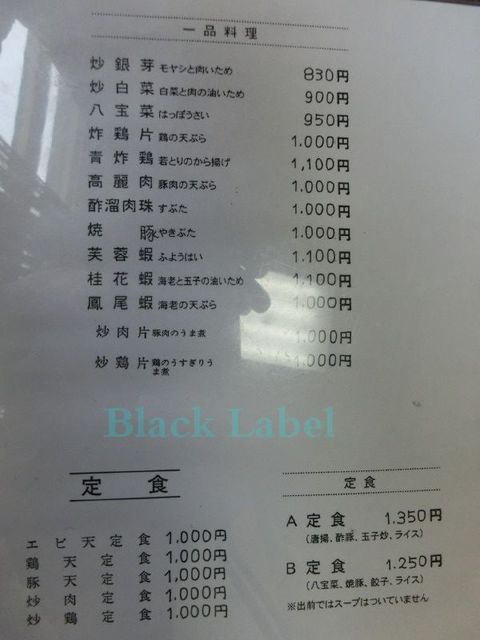 一品料理
炒銀芽 モヤシと肉いため 830円
炒白菜 白菜と肉の油いため 900円
八宝菜 はっぽうさい 950円
炸鶏片 鶏の天ぷら 1.000円
青炸鶏 若とりのから揚げ 1,100円
高麗肉 豚肉の天ぷら 1.000円
酢溜肉珠 すぶた 1.000円
焼豚 やきぶた 1.000円
芙蓉蝦 ふようはい 1.100円
桂花蝦 海老と玉子の油いため 1,100円
鳳尾蝦 海老の天ぷら 1.000円
炒肉片 豚肉のうま煮 1.000円
炒鶏片 鶏のうすぎりうま煮 1.000円
Black Label
定食
エビ天定食 1.000円
鶏天定食 1.000円
豚天定食 1.000円
炒肉定食 1.000円
炒鶏定食 1.000円
定食
A定食 1.350円
(唐揚、酢豚、玉子炒、ライス)
B定食 1.250円
(八宝菜、焼豚、餃子、ライス)
※出前ではスープはついていません